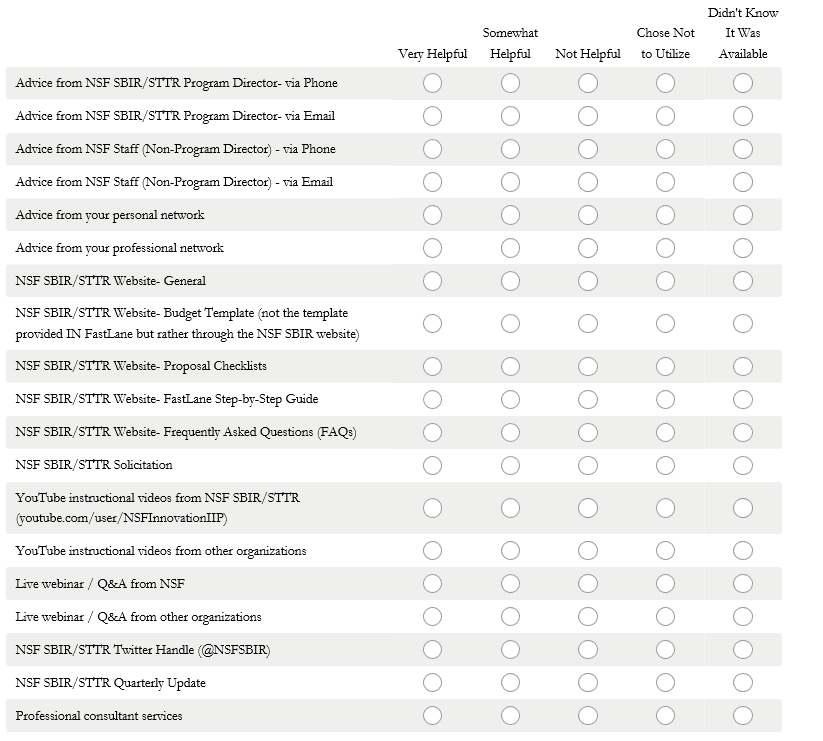 Very Helpful
Somewhat
Helpful
Not Helpful
Chose Not
to Utilize
Didn't Know
It Was
Available
Advice from NSF SBIR/STTR Program Director- via Phone
Advice from NSF SBIR/STTR Program Director- via Email
Advice from NSF Staff (Non-Program Director) - via Phone
Advice from NSF Staff (Non-Program Director) - via Email
Advice from your personal network
Advice from your professional network
NSF SBIR/STTR Website- General
NSF SBIR/STTR Website- Budget Template (not the template
provided IN FastLane but rather through the NSF SBIR website)
NSF SBIR/STTR Website- Proposal Checklists
NSF SBIR/STTR Website- FastLane Step-by-Step Guide
NSF SBIR/STTR Website- Frequently Asked Questions (FAQs)
NSF SBIR/STTR Solicitation
YouTube instructional videos from NSF SBIR/STTR
(youtube.com/user/NSFInnovationIIP)
YouTube instructional videos from other organizations
Live webinar / Q&A from NSF
Live webinar / Q&A from other organizations
NSF SBIR/STTR Twitter Handle (@NSFSBIR)
NSF SBIR/STTR Quarterly Update
Professional consultant services